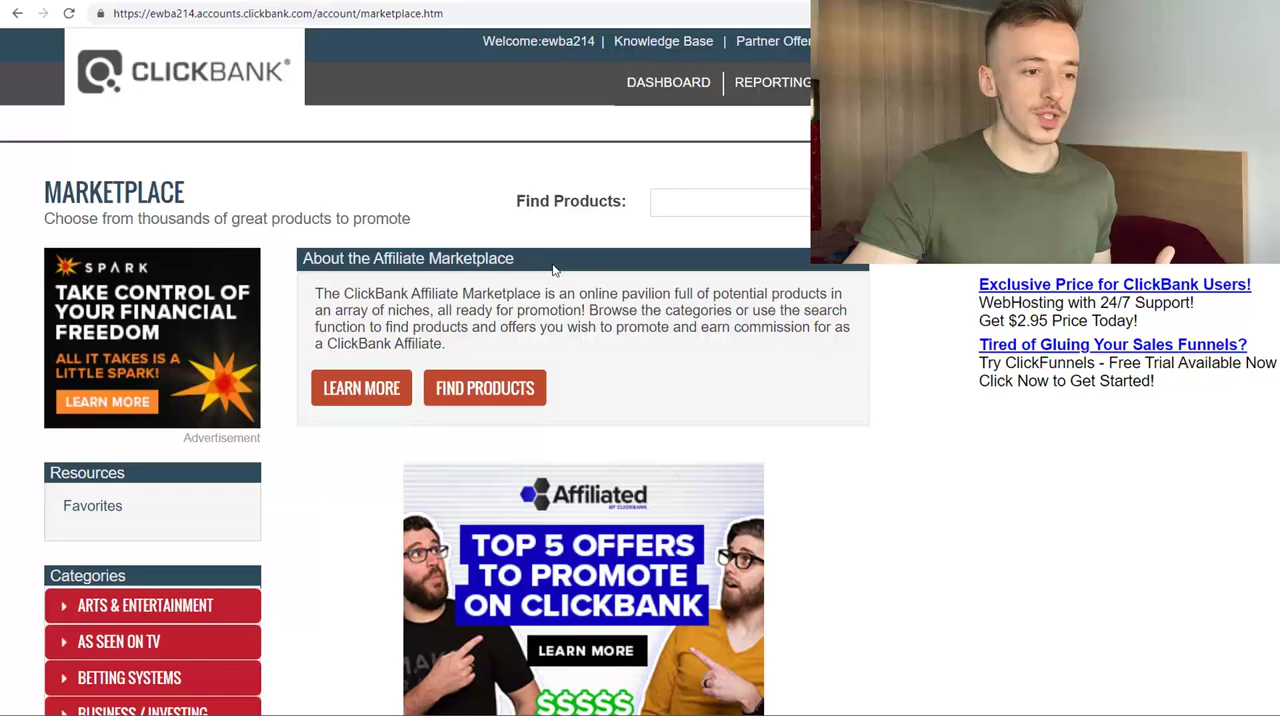 https://ewba214.accounts.clickbank.com/account/marketplace.htm
Welcome:ewba214 | Knowledge Base | Partner Offer
CLICKBANK®
DASHBOARD | REPORTING
MARKETPLACE
Choose from thousands of great products to promote
Find Products:
SPARK
TAKE CONTROL
OF YOUR
FINANCIAL
FREEDOM
ALL IT TAKES IS A
LITTLE SPARK!
LEARN MORE
Advertisement
About the Affiliate Marketplace
The ClickBank Affiliate Marketplace is an online pavilion full of potential products in
an array of niches, all ready for promotion! Browse the categories or use the search
function to find products and offers you wish to promote and earn commission for as
a ClickBank Affiliate.
LEARN MORE
FIND PRODUCTS
Exclusive Price for ClickBank Users!
WebHosting with 24/7 Support!
Get $2.95 Price Today!
Tired of Gluing Your Sales Funnels?
Try ClickFunnels - Free Trial Available Now
Click Now to Get Started!
Resources
Favorites
Categories
ARTS & ENTERTAINMENT
AS SEEN ON TV
BETTING SYSTEMS
BUSINESS / INVESTING
Affiliated
BY CLICKBANK
TOP 5 OFFERS
TO PROMOTE
ON CLICKBANK
LEARN MORE
$$$$$